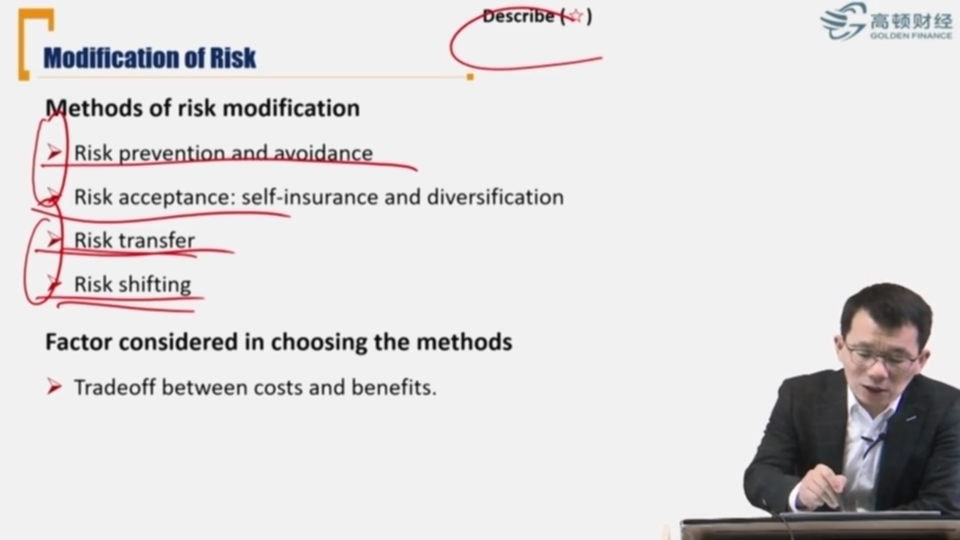 Describe (☆)
高顿财经
GOLDEN FINANCE
Modification of Risk
Methods of risk modification
➢ Risk prevention and avoidance
➢ Risk acceptance: self-insurance and diversification
➢ Risk transfer
➢ Risk shifting
Factor considered in choosing the methods
➢ Tradeoff between costs and benefits.